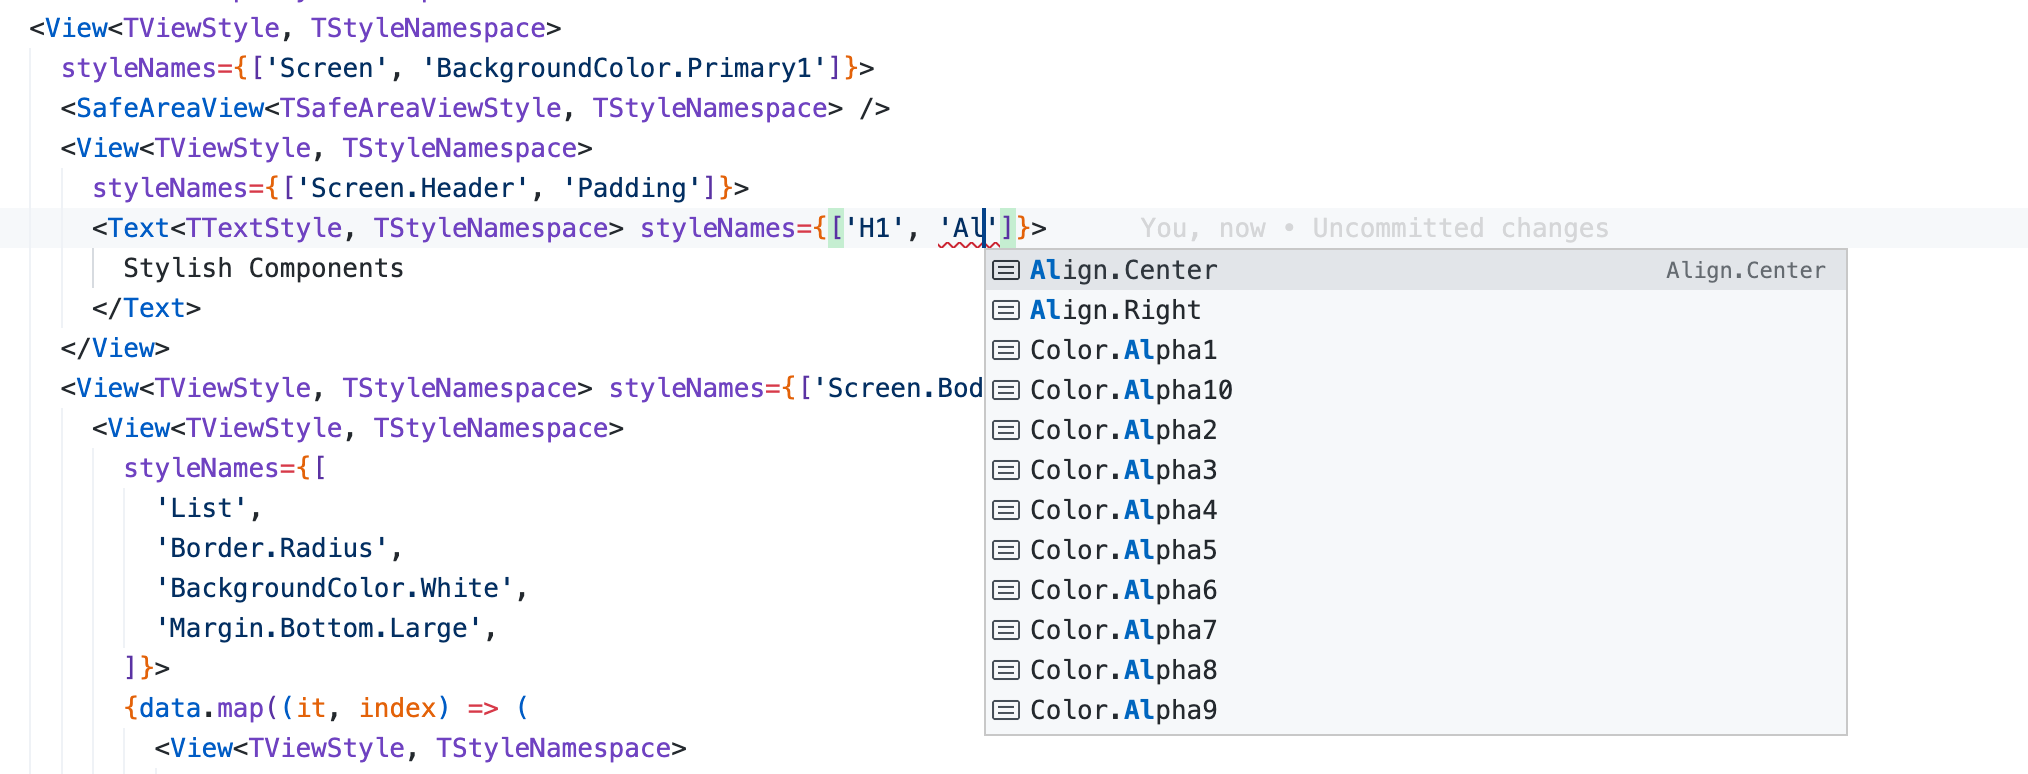 <View<TViewStyle, TStyleNamespace>
styleNames={['Screen', 'BackgroundColor.Primary1']}>
<SafeAreaView<TSafeAreaViewStyle, TStyleNamespace> />
<View<TViewStyle, TStyleNamespace>
styleNames={['Screen.Header', 'Padding']}>
<Text<TTextStyle, TStyleNamespace> styleNames={['H1', 'Al']}> You, now • Uncommitted changes
Stylish Components
</Text>
</View>
<View<TViewStyle, TStyleNamespace> styleNames={['Screen.Bod
<View<TViewStyle, TStyleNamespace>
styleNames={[
'List',
'Border.Radius',
'BackgroundColor.White',
'Margin.Bottom.Large',
]}>
{data.map((it, index) => (
<View<TViewStyle, TStyleNamespace>
Align.Center Align.Center
Align.Right
Color.Alpha1
Color.Alpha10
Color.Alpha2
Color.Alpha3
Color.Alpha4
Color.Alpha5
Color.Alpha6
Color.Alpha7
Color.Alpha8
Color.Alpha9